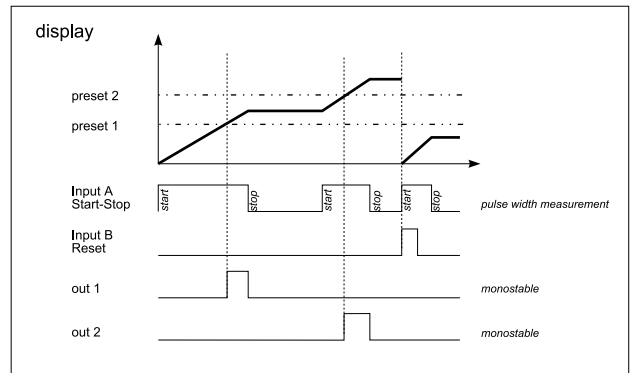 display
preset 2
preset 1
Input A
Start-Stop
start
stop
start
stop
start
stop
pulse width measurement
Input B
Reset
out 1
monostable
out 2
monostable